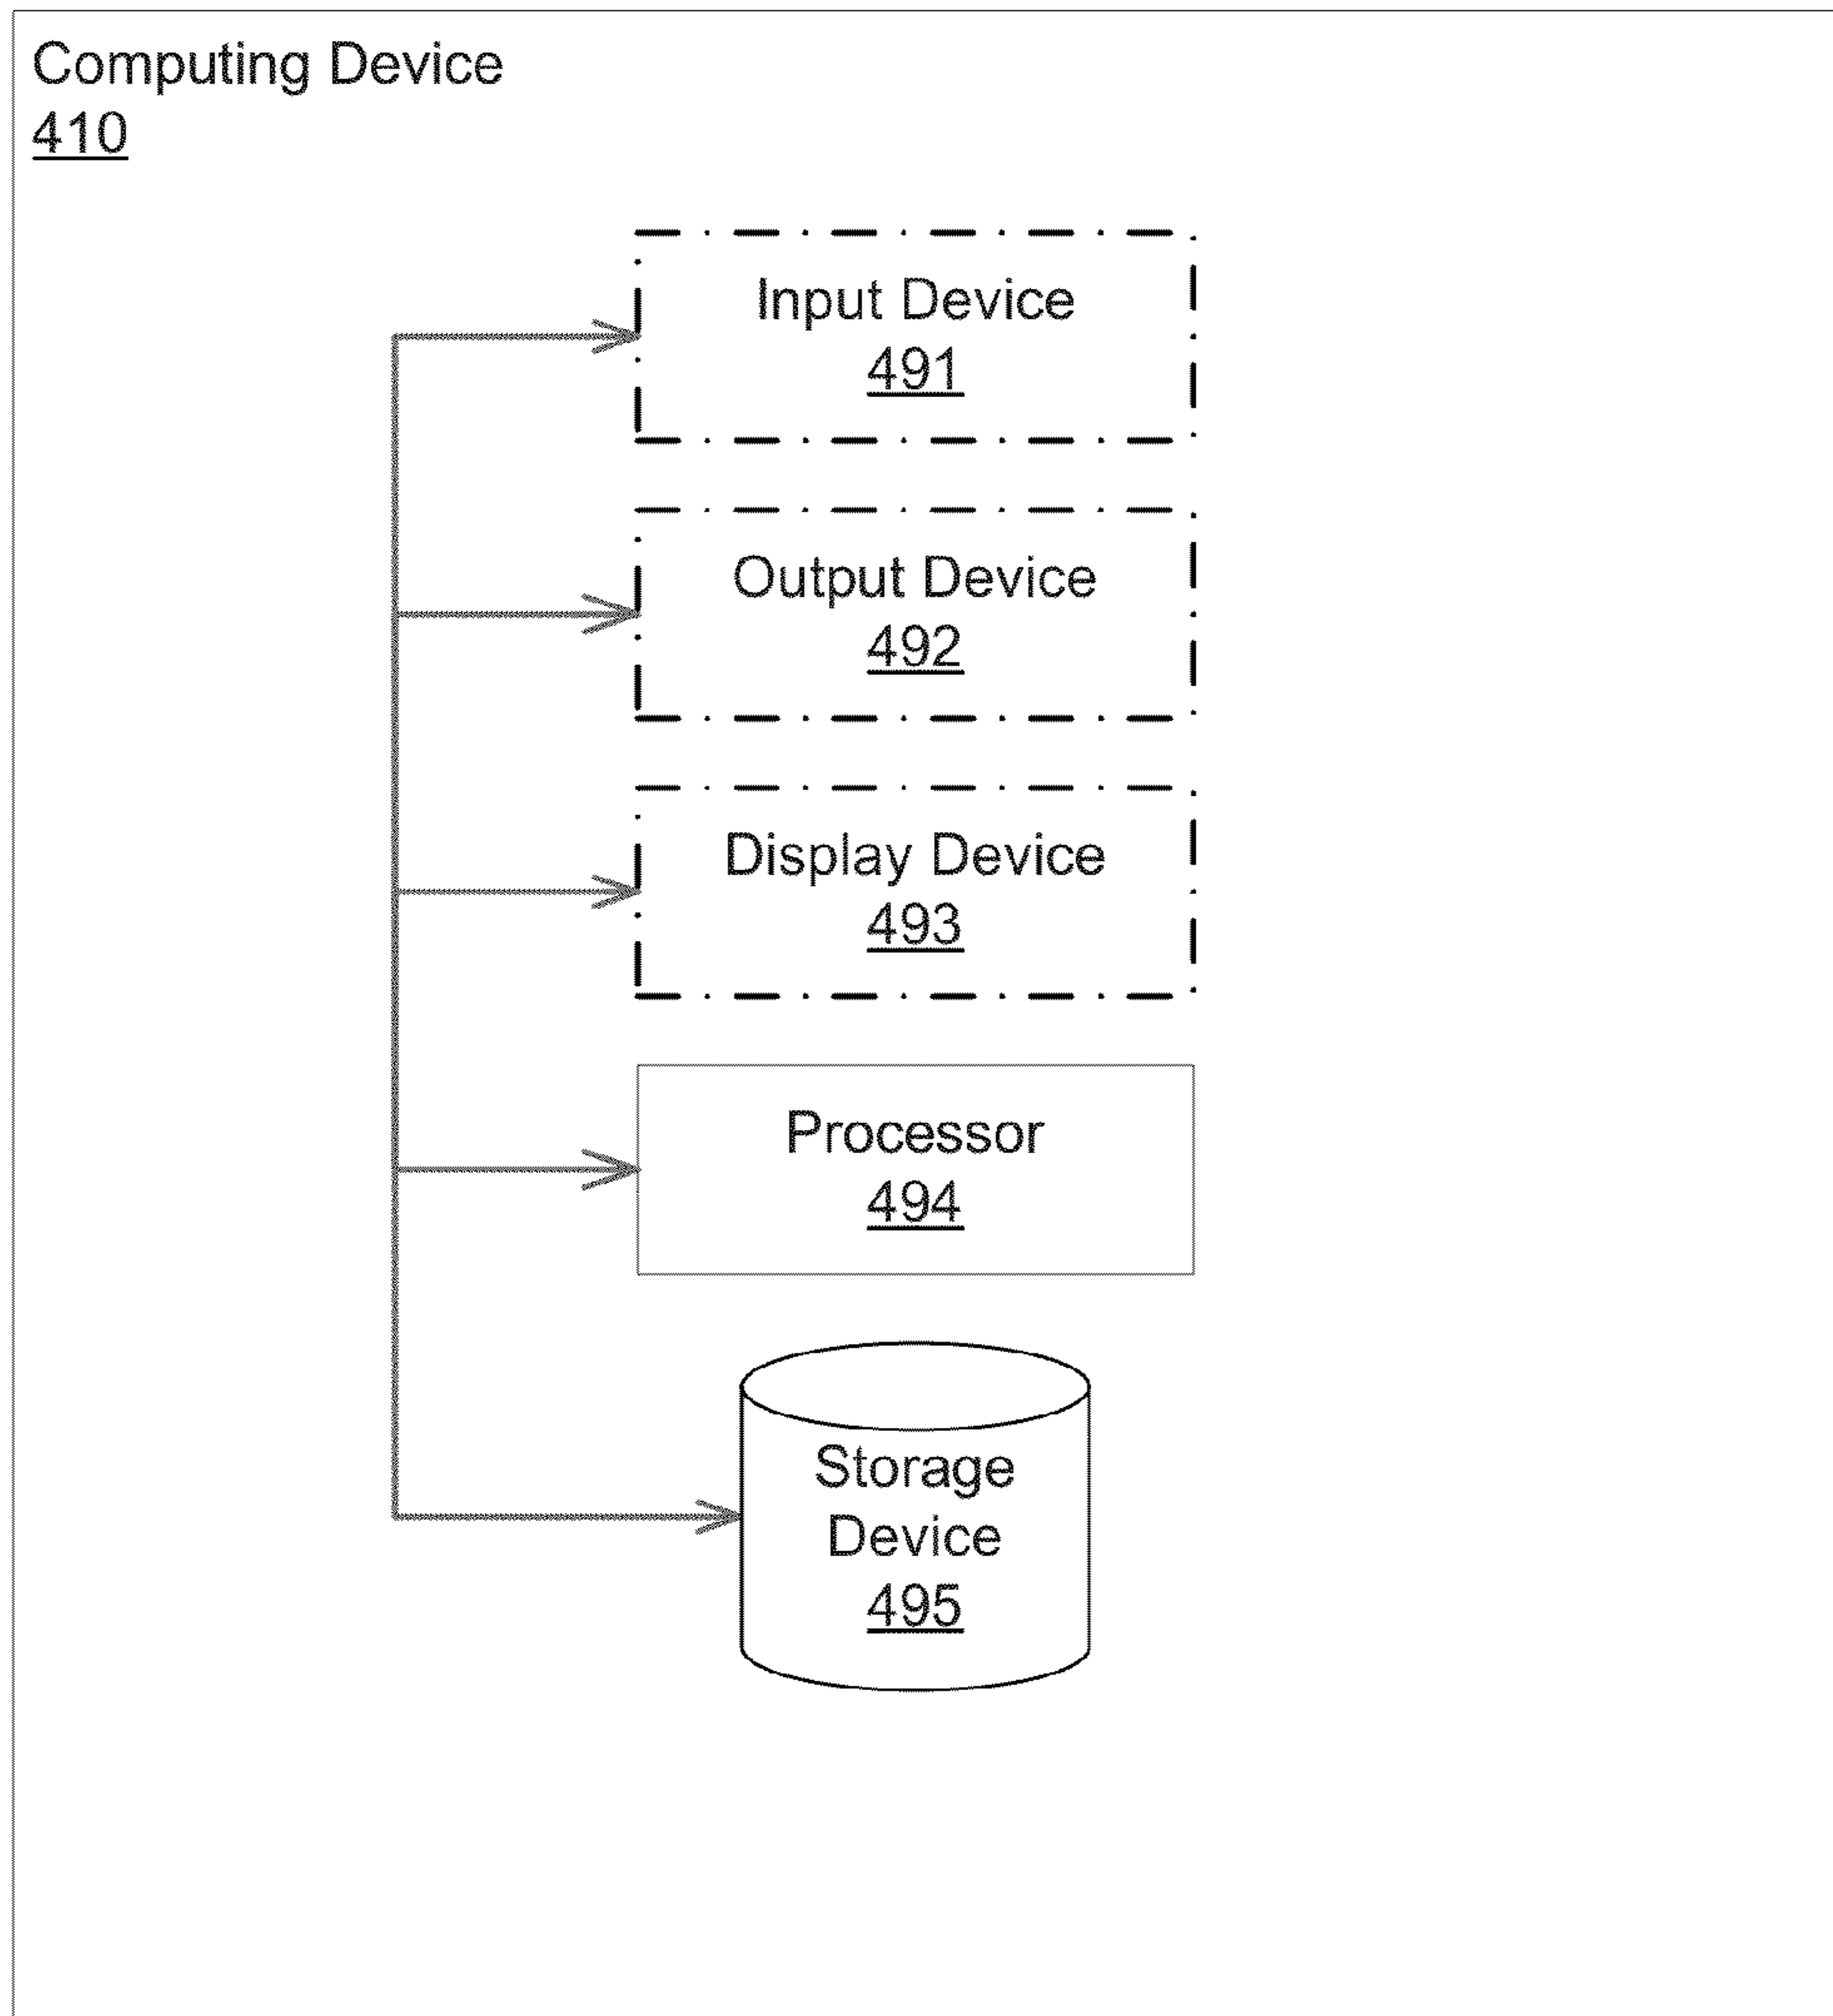 Computing Device
410
Input Device
491
Output Device
492
Display Device
493
Processor
494
Storage
Device
495